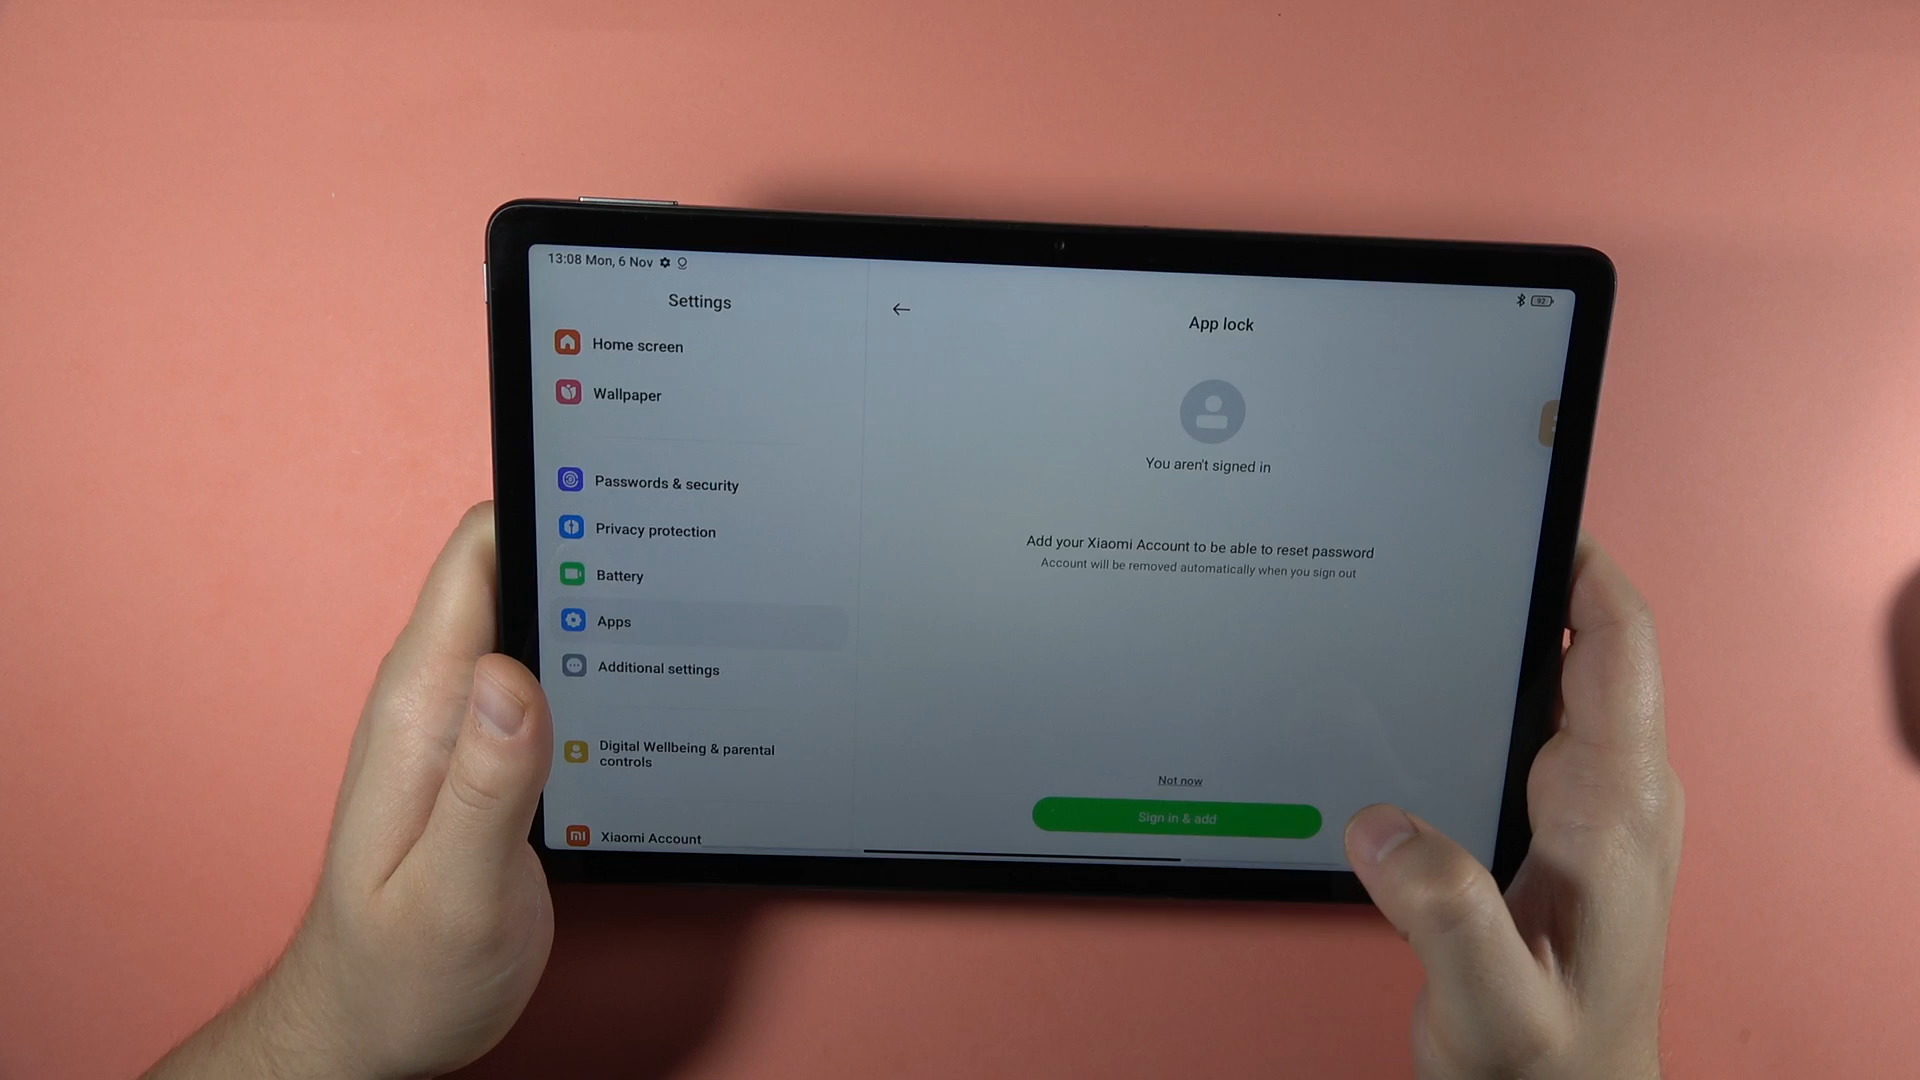 13:08 Mon, 6 Nov
92
Settings
Home screen
Wallpaper
Passwords & security
Privacy protection
Battery
Apps
Additional settings
Digital Wellbeing & parental
controls
mi
Xiaomi Account
App lock
You aren't signed in
Add your Xiaomi Account to be able to reset password
Account will be removed automatically when you sign out
Not now
Sign in & add